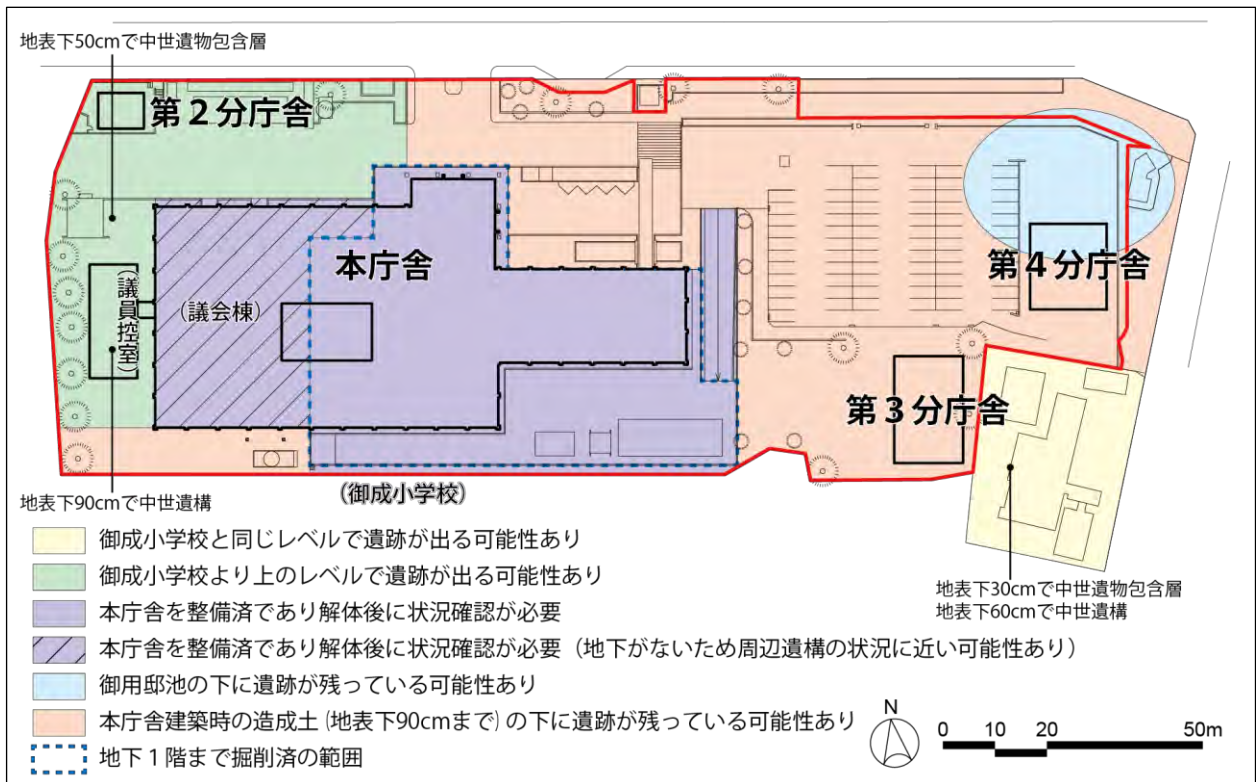 地表下50cmで中世遺物包含層
第２分庁舎
本庁舎
(議員控室)
(議会棟)
第４分庁舎
第３分庁舎
地表下90cmで中世遺構
(御成小学校)
御成小学校と同じレベルで遺跡が出る可能性あり
御成小学校より上のレベルで遺跡が出る可能性あり
本庁舎を整備済であり解体後に状況確認が必要
本庁舎を整備済であり解体後に状況確認が必要（地下がないため周辺遺構の状況に近い可能性あり）
御用邸池の下に遺跡が残っている可能性あり
本庁舎建築時の造成土(地表下90cmまで)の下に遺跡が残っている可能性あり
地下１階まで掘削済の範囲
地表下30cmで中世遺物包含層
地表下60cmで中世遺構
N
0 10 20 50m